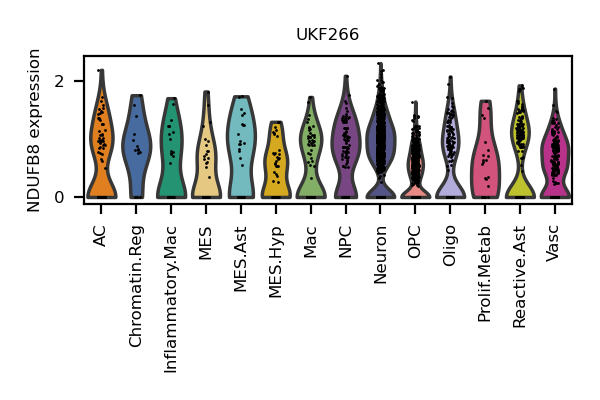 UKF266
NDUFB8 expression
2
0
AC
Chromatin.Reg
Inflammatory.Mac
MES
MES.Ast
MES.Hyp
Mac
NPC
Neuron
OPC
Oligo
Prolif.Metab
Reactive.Ast
Vasc